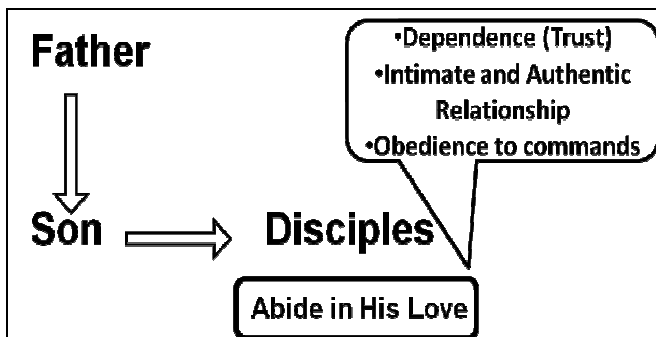 Father
•Dependence (Trust)
•Intimate and Authentic
Relationship
•Obedience to commands
Son
Disciples
Abide in His Love